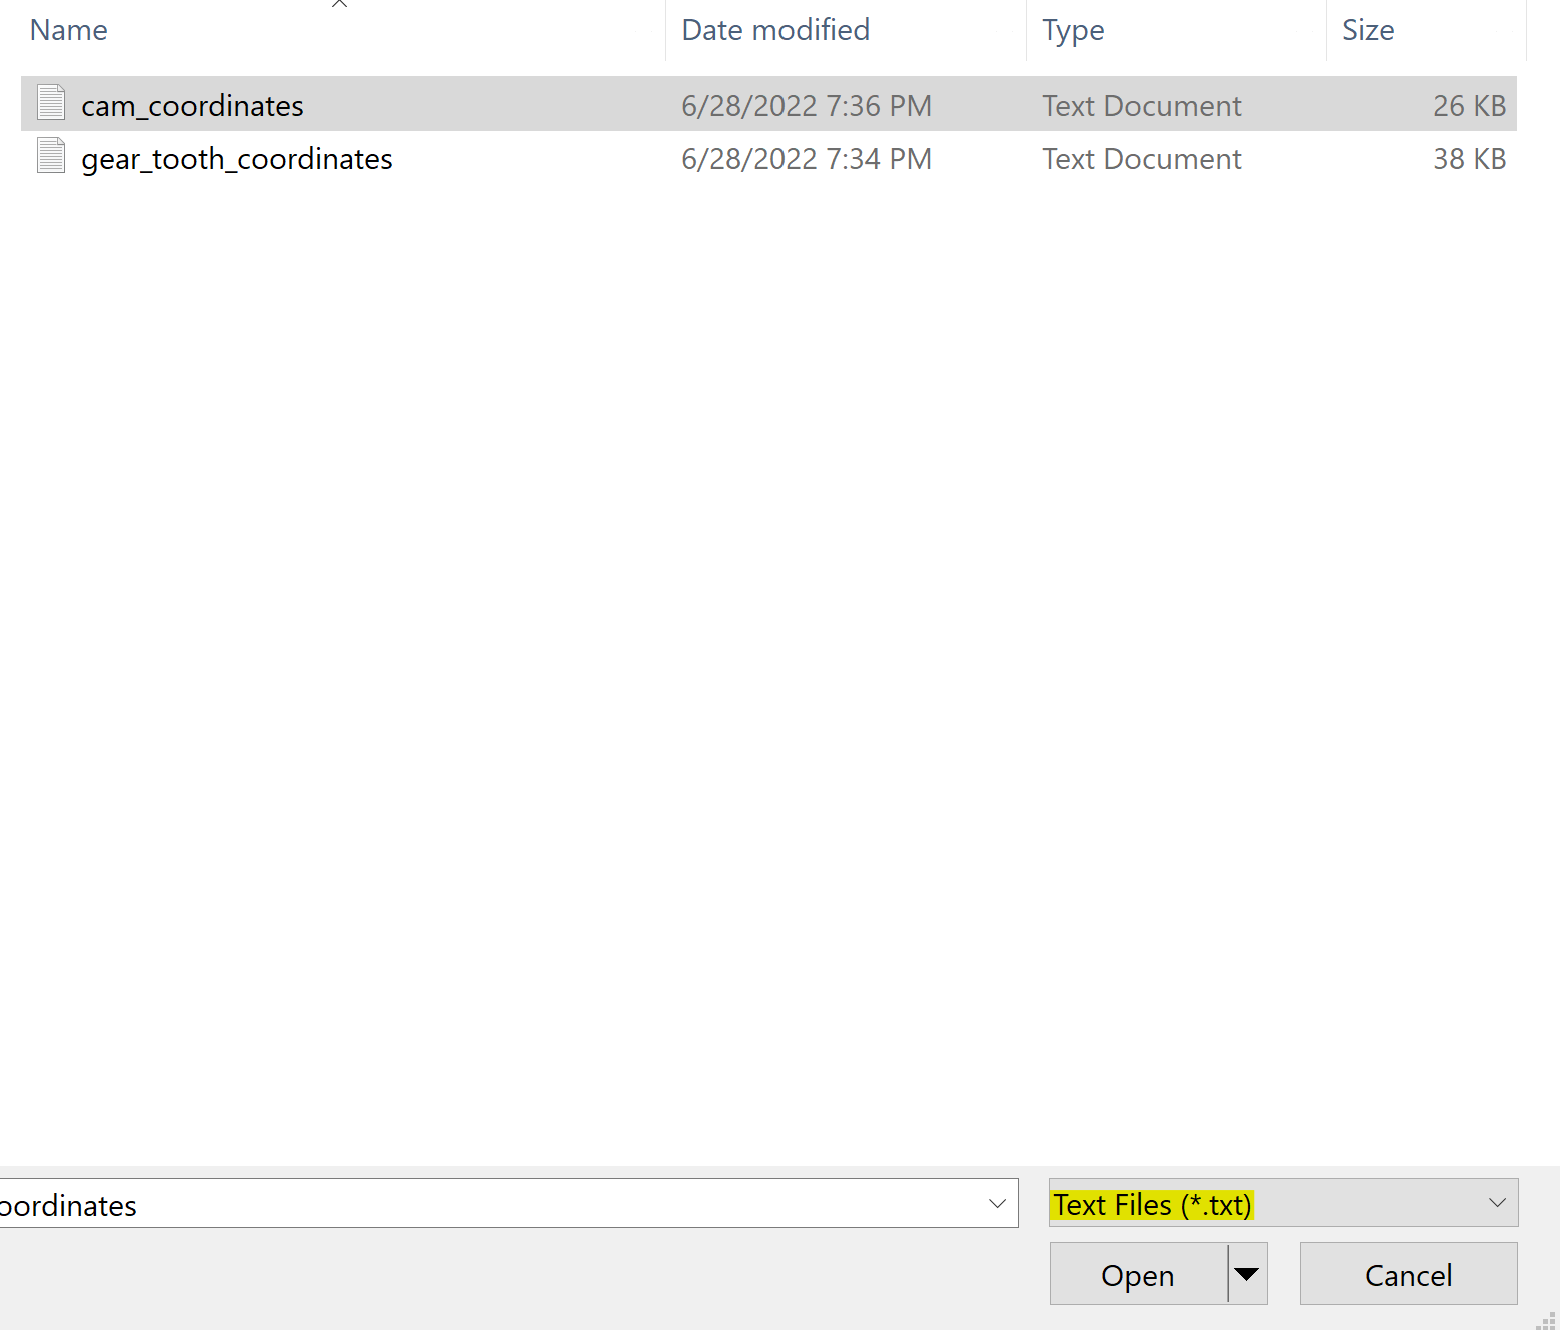 Name Date modified Type Size
cam_coordinates 6/28/2022 7:36 PM Text Document 26 KB
gear_tooth_coordinates 6/28/2022 7:34 PM Text Document 38 KB
oordinates Text Files (*.txt)
Open Cancel